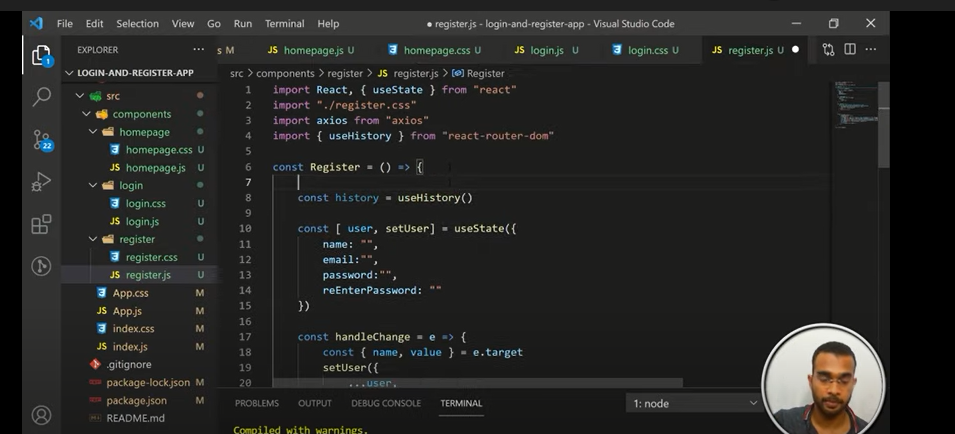 File Edit Selection View Go Run Terminal Help
● register.js - login-and-register-app - Visual Studio Code
EXPLORER ···
s M JS homepage.js U homepage.css U JS login.js U login.css U JS register.js U ●
LOGIN-AND-REGISTER-APP
src > components > register > JS register.js > Register
src
components
homepage
homepage.css U
JS homepage.js U
login
login.css U
JS login.js U
register
register.css U
JS register.js U
App.css M
JS App.js M
index.css M
JS index.js M
.gitignore
package-lock.json M
package.json M
README.md
1
22
1 import React, { useState } from "react"
2 import "./register.css"
3 import axios from "axios"
4 import { useHistory } from "react-router-dom"
5
6 const Register = () => {
7
8 const history = useHistory()
9
10 const [ user, setUser] = useState({
11 name: "",
12 email:"",
13 password:"",
14 reEnterPassword: ""
15 })
16
17 const handleChange = e => {
18 const { name, value } = e.target
19 setUser({
20 ...user,
PROBLEMS OUTPUT DEBUG CONSOLE TERMINAL 1: node
Compiled with warnings.